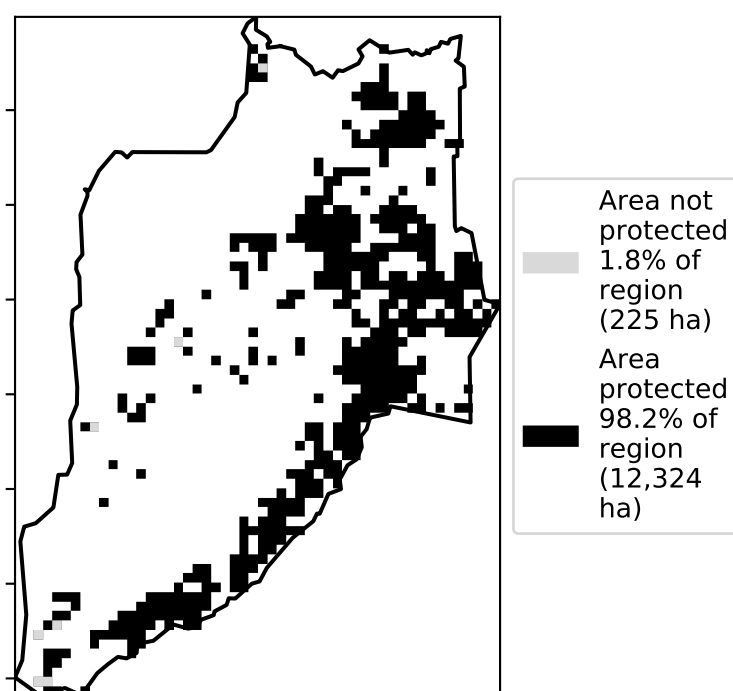 Area not
protected
1.8% of
region
(225 ha)
Area
protected
98.2% of
region
(12,324
ha)